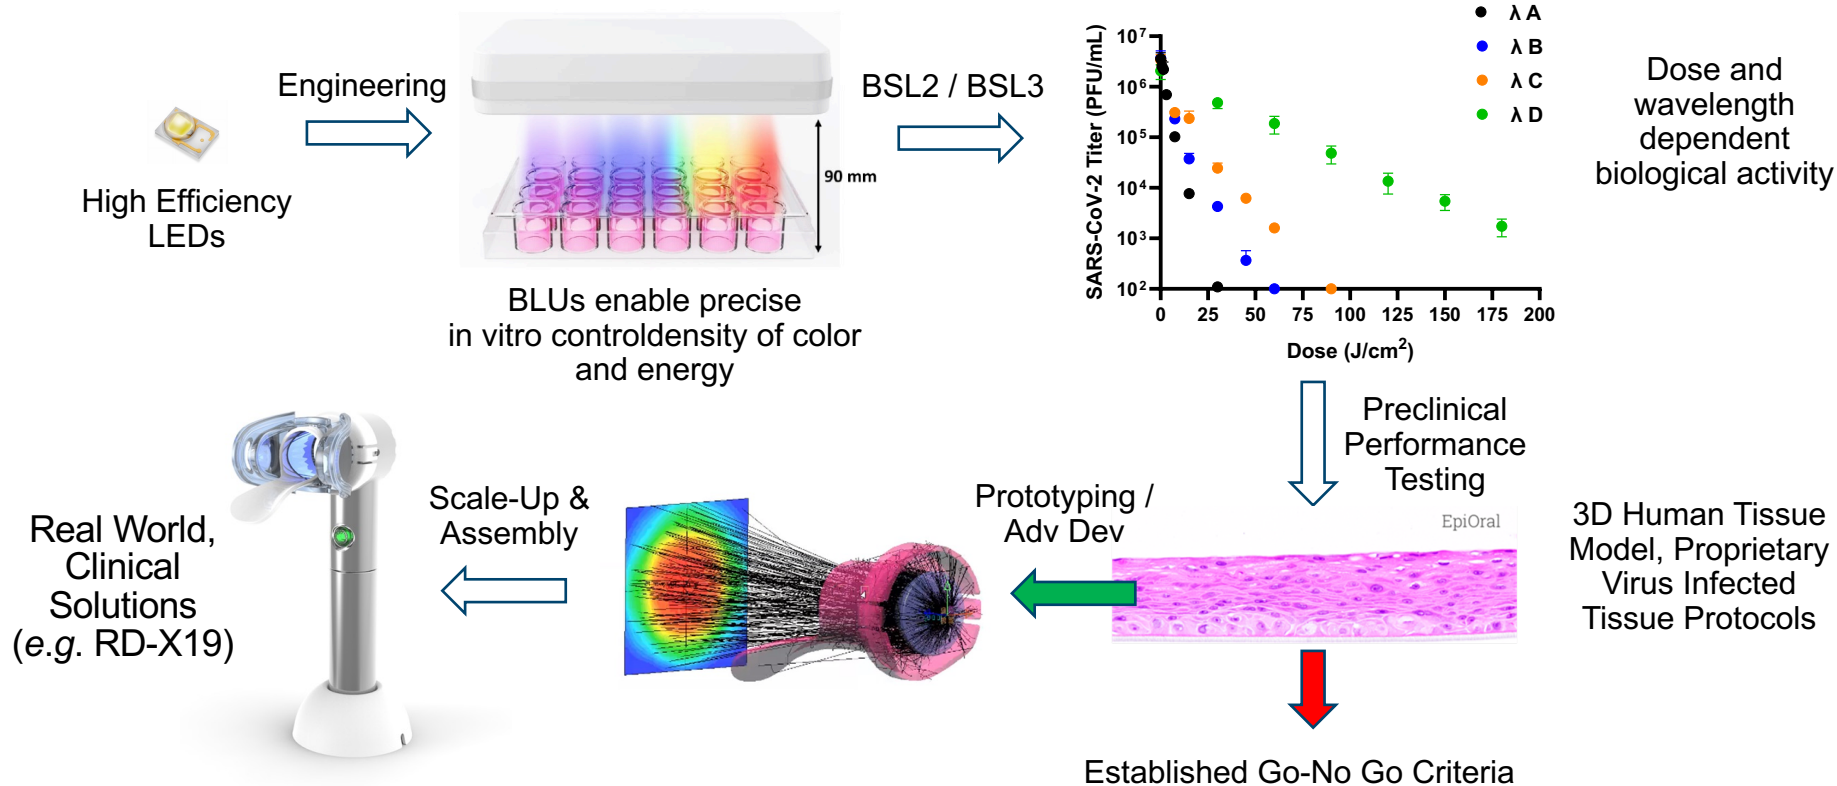 High Efficiency
LEDs
Engineering
90 mm
BLUs enable precise
in vitro controldensity of color
and energy
BSL2 / BSL3
SARS-CoV-2 Titer (PFU/mL)
10⁷
10⁶
10⁵
10⁴
10³
10²
0 25 50 75 100 125 150 175 200
Dose (J/cm²)
λ A
λ B
λ C
λ D
Dose and
wavelength
dependent
biological activity
Preclinical
Performance
Testing
EpiOral
3D Human Tissue
Model, Proprietary
Virus Infected
Tissue Protocols
Established Go-No Go Criteria
Prototyping /
Adv Dev
Scale-Up &
Assembly
Real World,
Clinical
Solutions
(e.g. RD-X19)